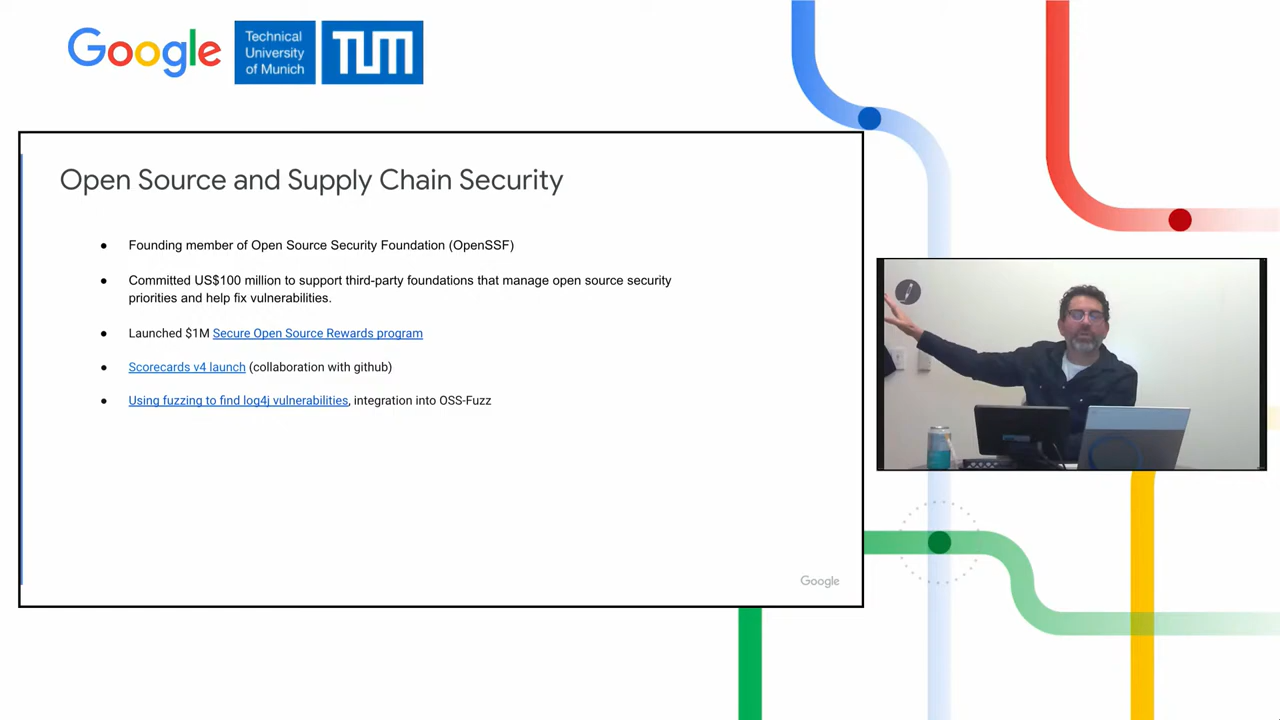 Google
Technical
University
of Munich
TUM
Open Source and Supply Chain Security
● Founding member of Open Source Security Foundation (OpenSSF)
● Committed US$100 million to support third-party foundations that manage open source security
priorities and help fix vulnerabilities.
● Launched $1M Secure Open Source Rewards program
● Scorecards v4 launch (collaboration with github)
● Using fuzzing to find log4j vulnerabilities, integration into OSS-Fuzz
Google